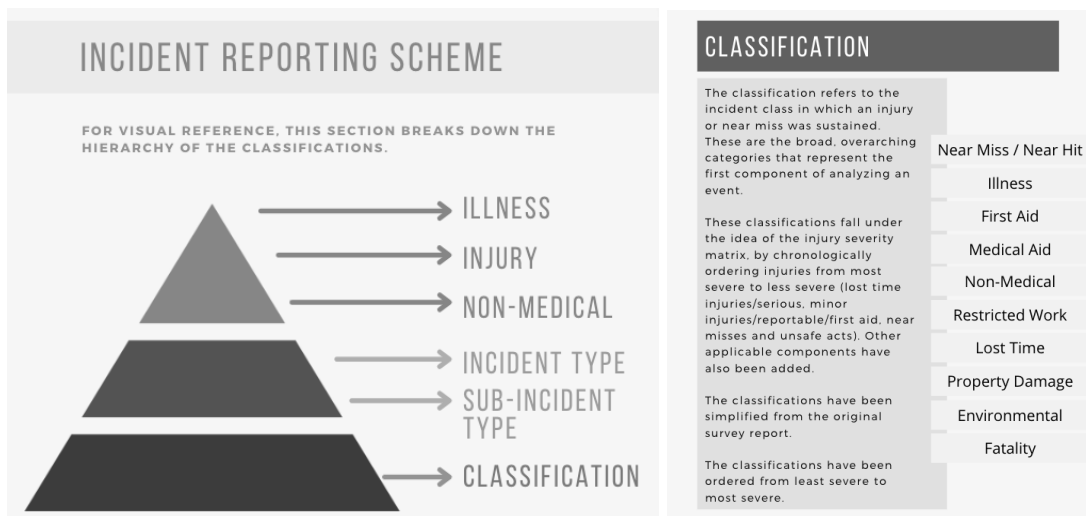 INCIDENT REPORTING SCHEME
FOR VISUAL REFERENCE, THIS SECTION BREAKS DOWN THE
HIERARCHY OF THE CLASSIFICATIONS.
ILLNESS
INJURY
NON-MEDICAL
INCIDENT TYPE
SUB-INCIDENT
TYPE
CLASSIFICATION
CLASSIFICATION
The classification refers to the
incident class in which an injury
or near miss was sustained.
These are the broad, overarching
categories that represent the
first component of analyzing an
event.
These classifications fall under
the idea of the injury severity
matrix, by chronologically
ordering injuries from most
severe to less severe (lost time
injuries/serious, minor
injuries/reportable/first aid, near
misses and unsafe acts). Other
applicable components have
also been added.
The classifications have been
simplified from the original
survey report.
The classifications have been
ordered from least severe to
most severe.
Near Miss / Near Hit
Illness
First Aid
Medical Aid
Non-Medical
Restricted Work
Lost Time
Property Damage
Environmental
Fatality